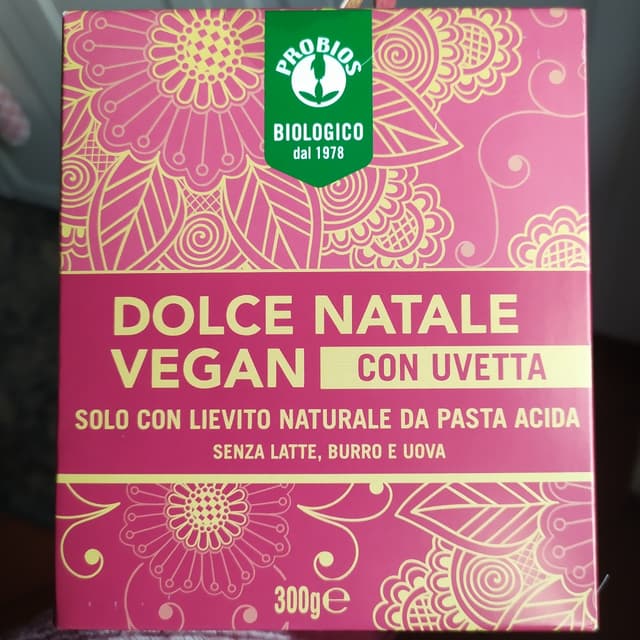 PROBIOS
BIOLOGICO
dal 1978
DOLCE NATALE
VEGAN CON UVETTA
SOLO CON LIEVITO NATURALE DA PASTA ACIDA
SENZA LATTE, BURRO E UOVA
300g℮